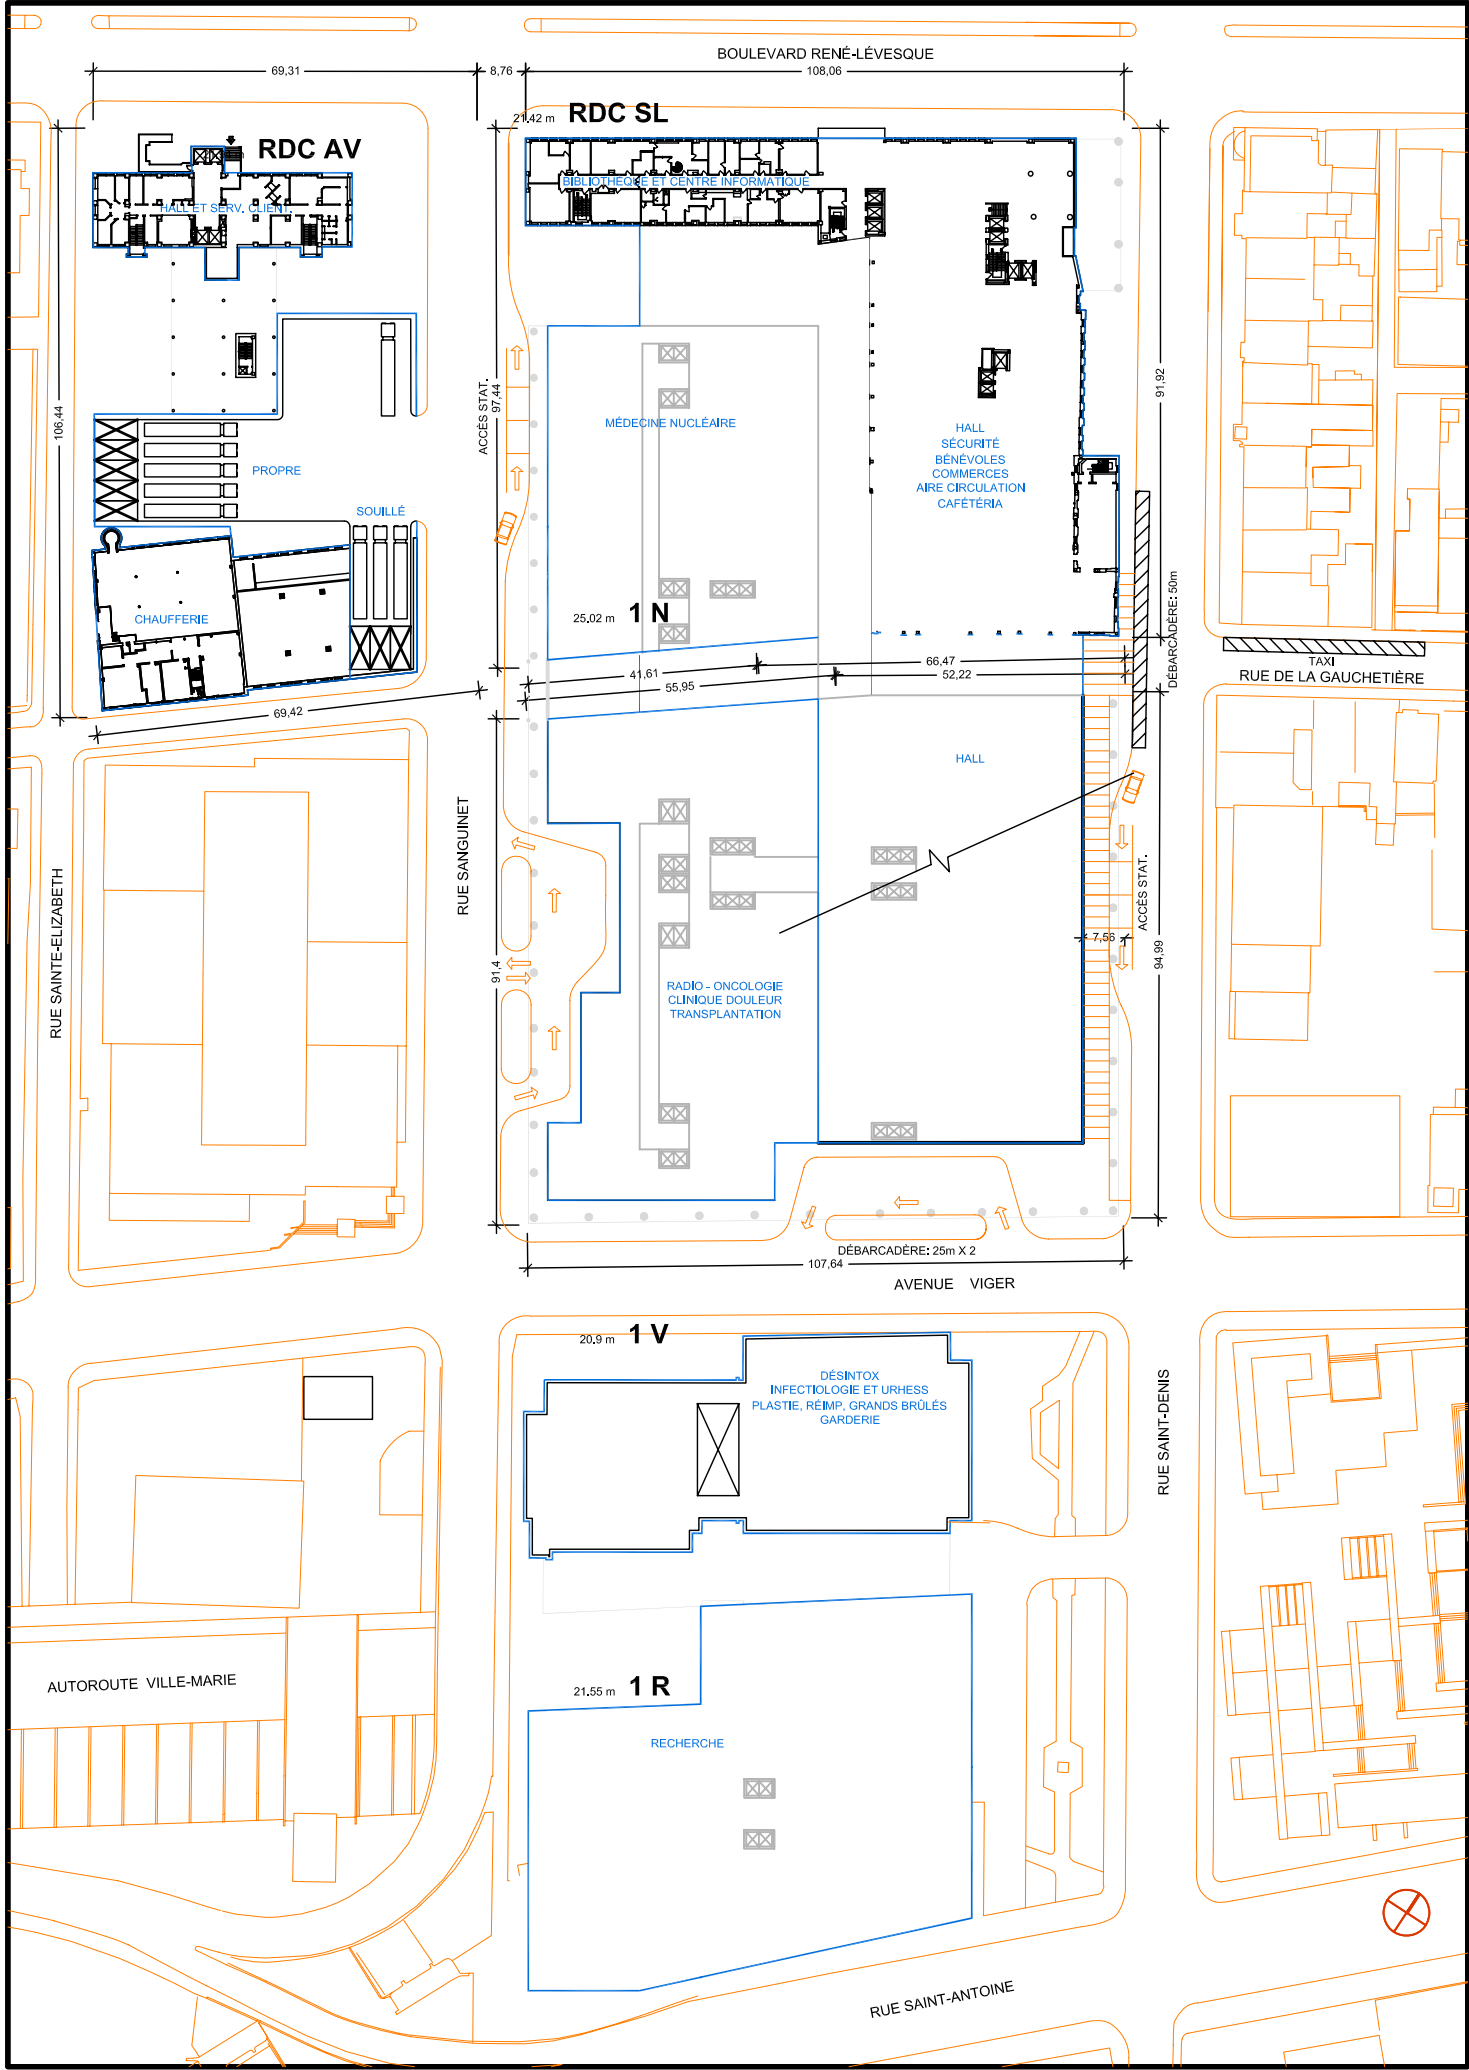 BOULEVARD RENÉ-LÉVESQUE
69,31
8,76
108,06
21.42 m RDC SL
RDC AV
BIBLIOTHÈQUE ET CENTRE INFORMATIQUE
HALL ET SERV. CLIENT.
106,44
ACCÈS STAT.
97,44
91,92
MÉDECINE NUCLÉAIRE
HALL
SÉCURITÉ
BÉNÉVOLES
COMMERCES
AIRE CIRCULATION
CAFÉTÉRIA
PROPRE
SOUILLÉ
CHAUFFERIE
25.02 m 1 N
DÉBARCADÈRE: 50m
TAXI
RUE DE LA GAUCHETIÈRE
41,61
66,47
55,95
52,22
69,42
HALL
RUE SANGUINET
RUE SAINTE-ELIZABETH
ACCÈS STAT.
7,56
94,99
91,4
RADIO - ONCOLOGIE
CLINIQUE DOULEUR
TRANSPLANTATION
DÉBARCADÈRE: 25m X 2
107,64
AVENUE VIGER
20.9 m 1 V
DÉSINTOX
INFECTIOLOGIE ET URHESS
PLASTIE, RÉIMP, GRANDS BRÛLÉS
GARDERIE
RUE SAINT-DENIS
AUTOROUTE VILLE-MARIE
21.55 m 1 R
RECHERCHE
RUE SAINT-ANTOINE